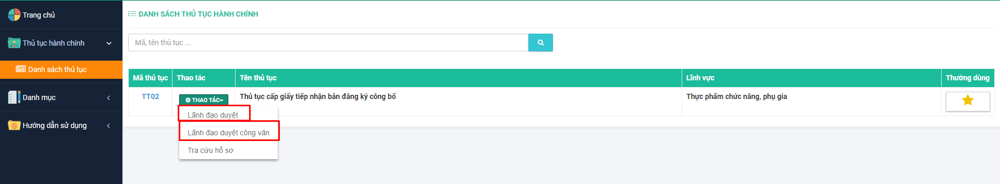 Trang chủ
Thủ tục hành chính
Danh sách thủ tục
Danh mục
Hướng dẫn sử dụng
DANH SÁCH THỦ TỤC HÀNH CHÍNH
Mã, tên thủ tục ...
Mã thủ tục Thao tác Tên thủ tục Lĩnh vực Thường dùng
TT02 THAO TÁC Thủ tục cấp giấy tiếp nhận bản đăng ký công bố Thực phẩm chức năng, phụ gia
Lãnh đạo duyệt
Lãnh đạo duyệt công văn
Tra cứu hồ sơ